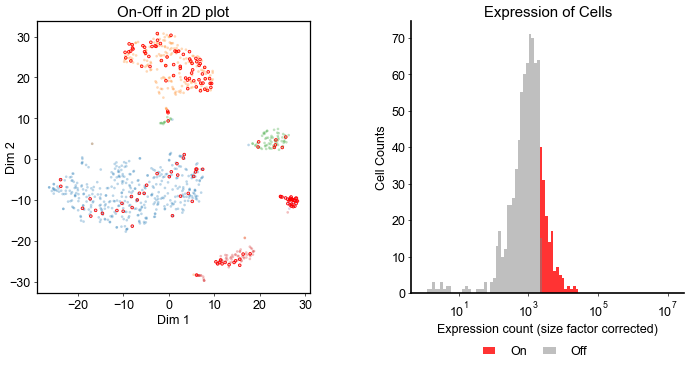 On-Off in 2D plot
Dim 2
30
20
10
0
−10
−20
−30
−20 −10 0 10 20 30
Dim 1
Expression of Cells
Cell Counts
70
60
50
40
30
20
10
0
10^1 10^3 10^5 10^7
Expression count (size factor corrected)
On Off